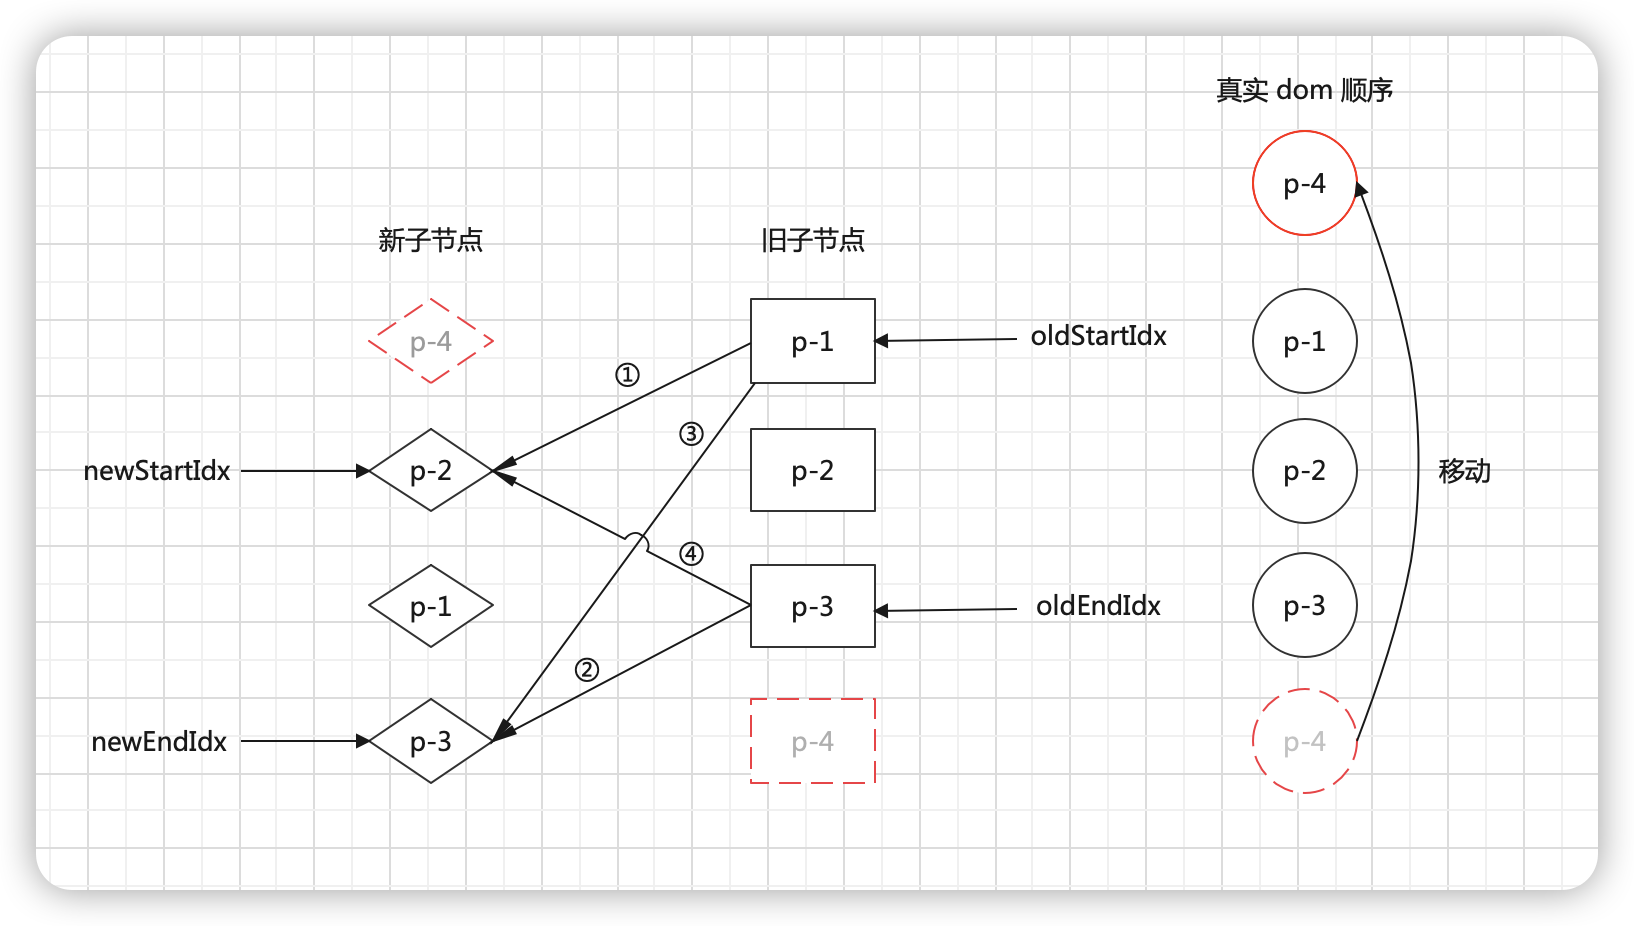 真实 dom 顺序
p-4
新子节点
旧子节点
p-4
p-1
oldStartIdx
p-1
①
③
newStartIdx
p-2
p-2
p-2
移动
④
p-1
p-3
oldEndIdx
p-3
②
newEndIdx
p-3
p-4
p-4